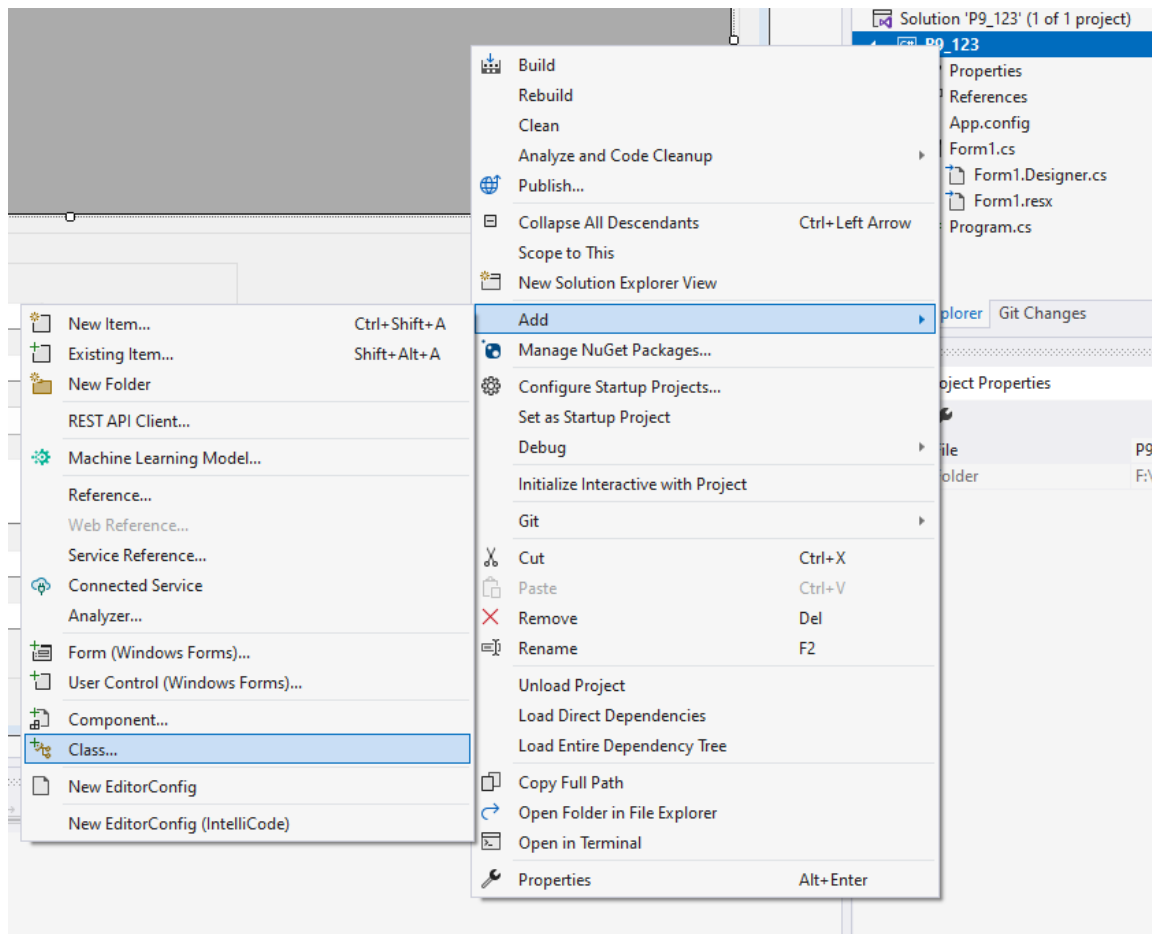 Solution 'P9_123' (1 of 1 project)
P9_123
Properties
References
App.config
Form1.cs
Form1.Designer.cs
Form1.resx
Program.cs
plorer Git Changes
oject Properties
ile P9
older F:\
Build
Rebuild
Clean
Analyze and Code Cleanup
Publish...
Collapse All Descendants Ctrl+Left Arrow
Scope to This
New Solution Explorer View
Add
Manage NuGet Packages...
Configure Startup Projects...
Set as Startup Project
Debug
Initialize Interactive with Project
Git
Cut Ctrl+X
Paste Ctrl+V
Remove Del
Rename F2
Unload Project
Load Direct Dependencies
Load Entire Dependency Tree
Copy Full Path
Open Folder in File Explorer
Open in Terminal
Properties Alt+Enter
New Item... Ctrl+Shift+A
Existing Item... Shift+Alt+A
New Folder
REST API Client...
Machine Learning Model...
Reference...
Web Reference...
Service Reference...
Connected Service
Analyzer...
Form (Windows Forms)...
User Control (Windows Forms)...
Component...
Class...
New EditorConfig
New EditorConfig (IntelliCode)